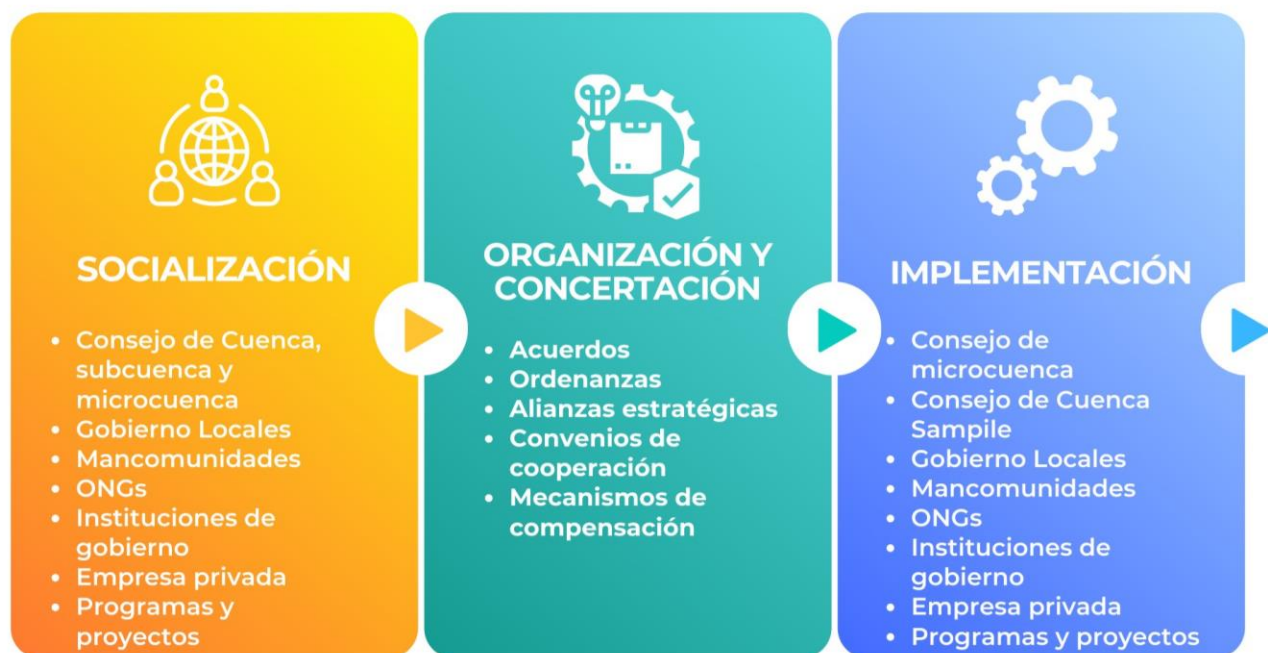 SOCIALIZACIÓN
• Consejo de Cuenca,
subcuenca y
microcuenca
• Gobierno Locales
• Mancomunidades
• ONGs
• Instituciones de
gobierno
• Empresa privada
• Programas y
proyectos
ORGANIZACIÓN Y
CONCERTACIÓN
• Acuerdos
• Ordenanzas
• Alianzas estratégicas
• Convenios de
cooperación
• Mecanismos de
compensación
IMPLEMENTACIÓN
• Consejo de
microcuenca
• Consejo de Cuenca
Sampile
• Gobierno Locales
• Mancomunidades
• ONGs
• Instituciones de
gobierno
• Empresa privada
• Programas y proyectos